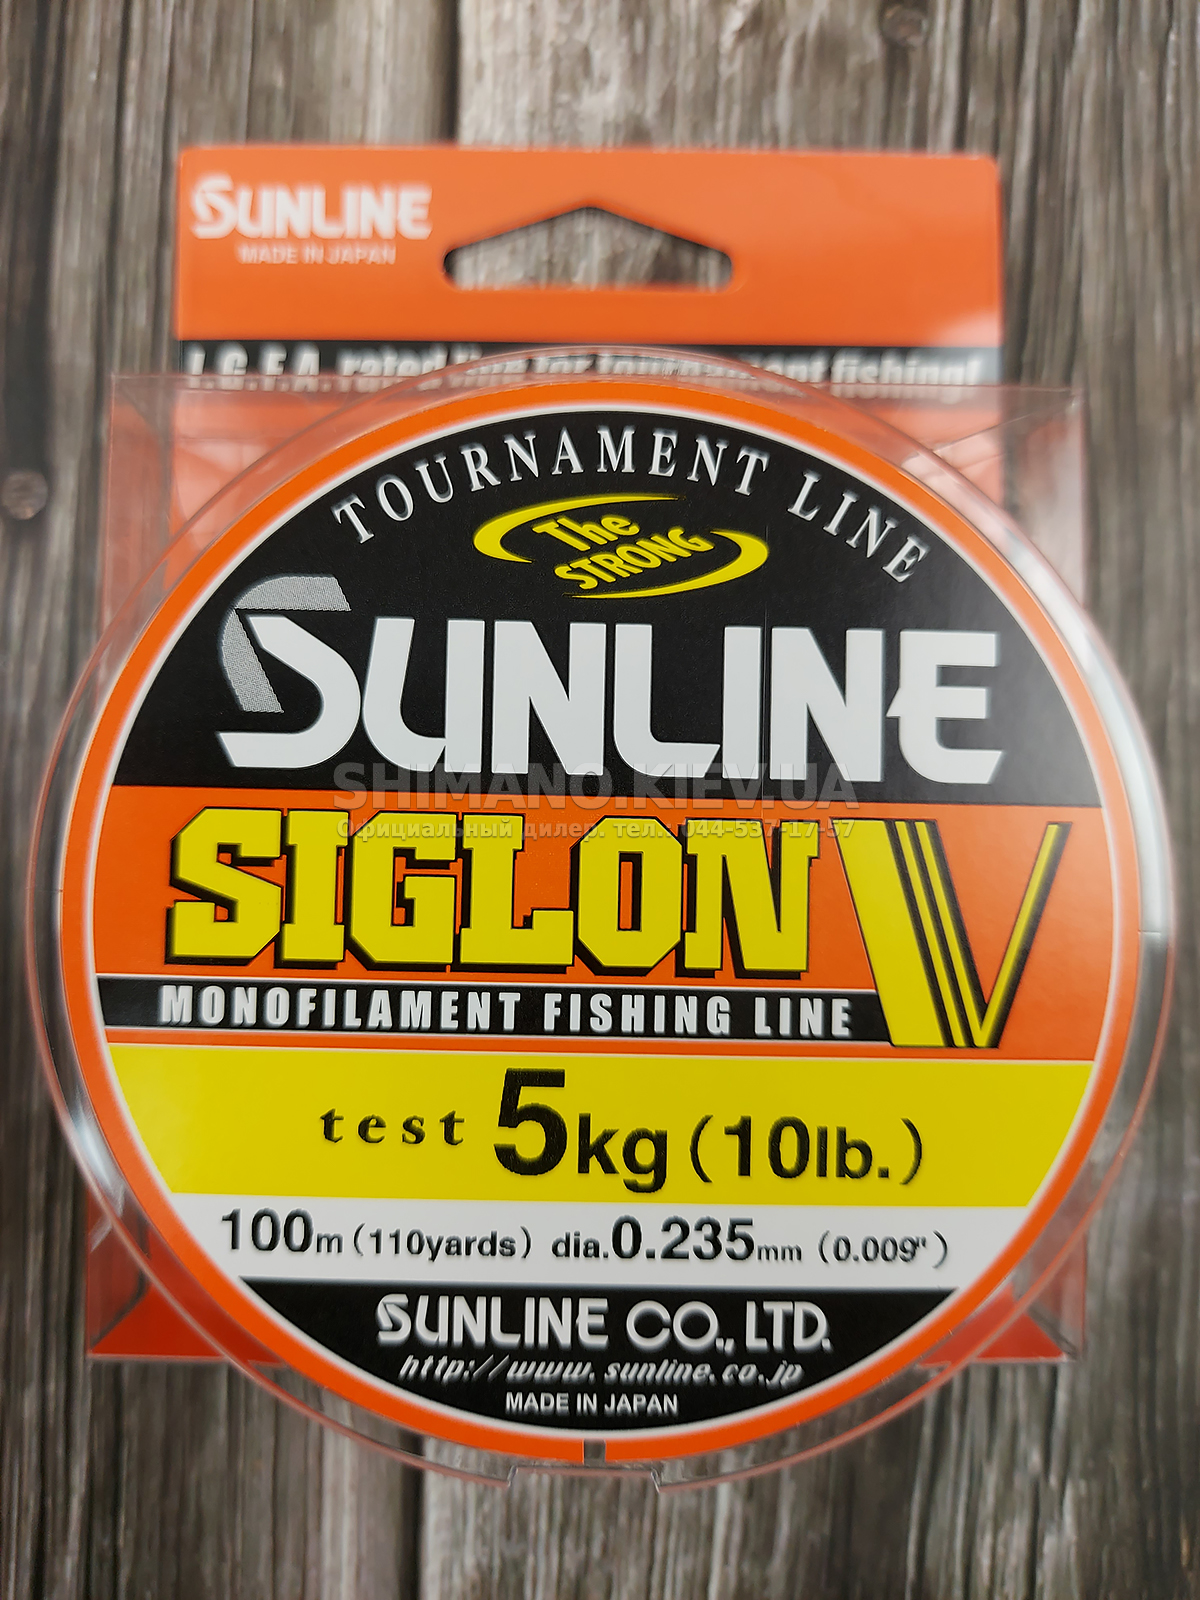 SUNLINE
MADE IN JAPAN
I.G.F.A. rated line for tournament fishing!
TOURNAMENT LINE
The
STRONG
SUNLINE
SHIMANO.KIEV.UA
Официальный дилер. тел.: 044-537-17-57
SIGLON V
MONOFILAMENT FISHING LINE
test 5kg (10lb.)
100m (110yards) dia.0.235mm (0.009")
SUNLINE CO., LTD.
http://www.sunline.co.jp
MADE IN JAPAN